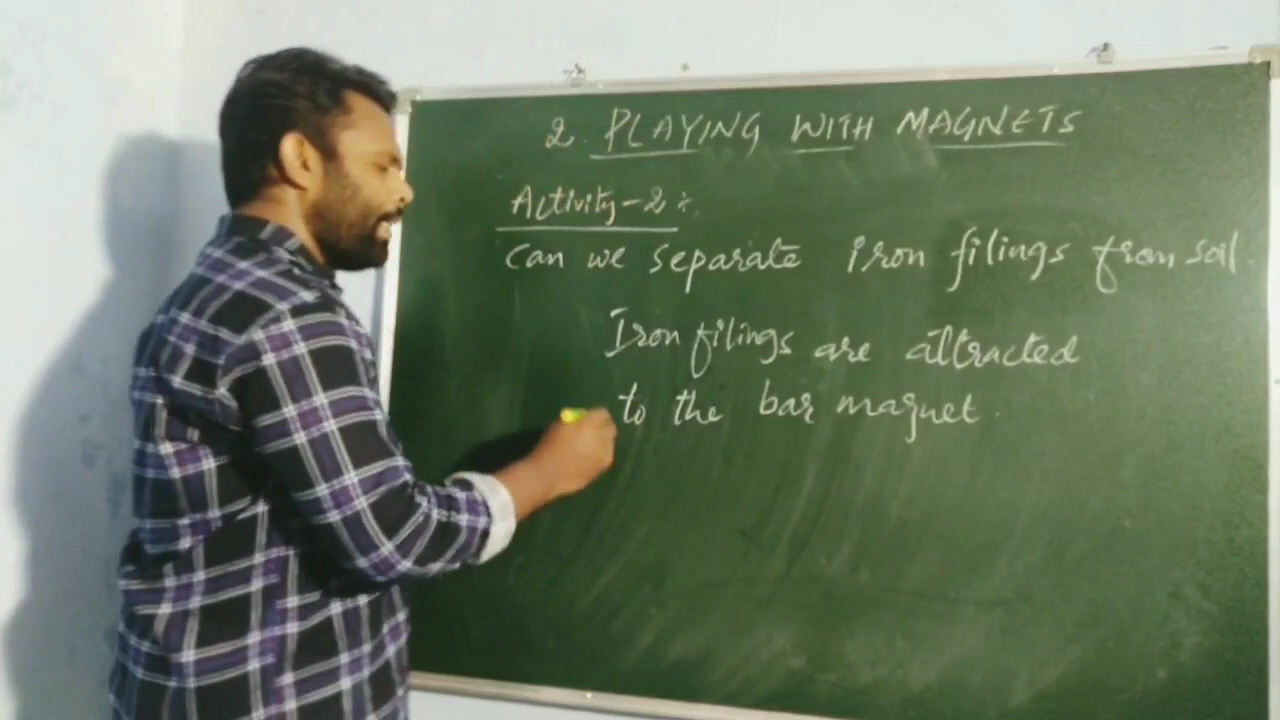 2. PLAYING WITH MAGNETS
Activity-2:
can we separate iron filings from soil.
Iron filings are attracted
to the bar magnet.